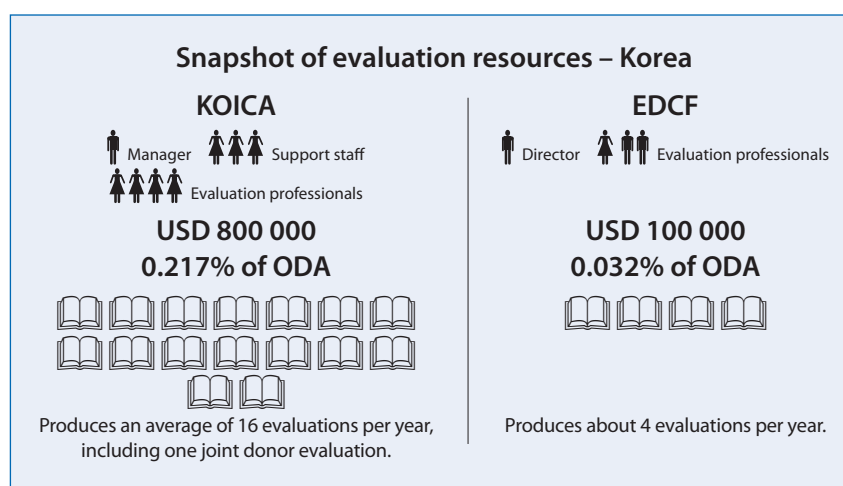 Snapshot of evaluation resources – Korea
KOICA
Manager
Support staff
Evaluation professionals
USD 800 000
0.217% of ODA
Produces an average of 16 evaluations per year,
including one joint donor evaluation.
EDCF
Director
Evaluation professionals
USD 100 000
0.032% of ODA
Produces about 4 evaluations per year.